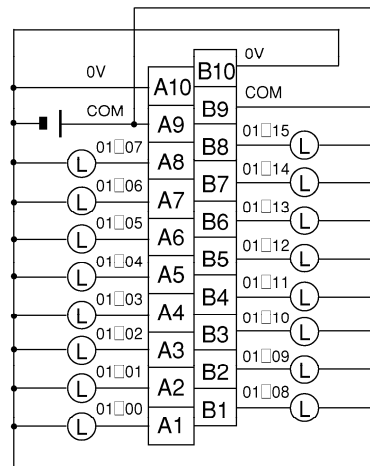 0V A10 B10 0V
COM A9 B9 COM
01□07 L A8 B8 01□15 L
01□06 L A7 B7 01□14 L
01□05 L A6 B6 01□13 L
01□04 L A5 B5 01□12 L
01□03 L A4 B4 01□11 L
01□02 L A3 B3 01□10 L
01□01 L A2 B2 01□09 L
01□00 L A1 B1 01□08 L